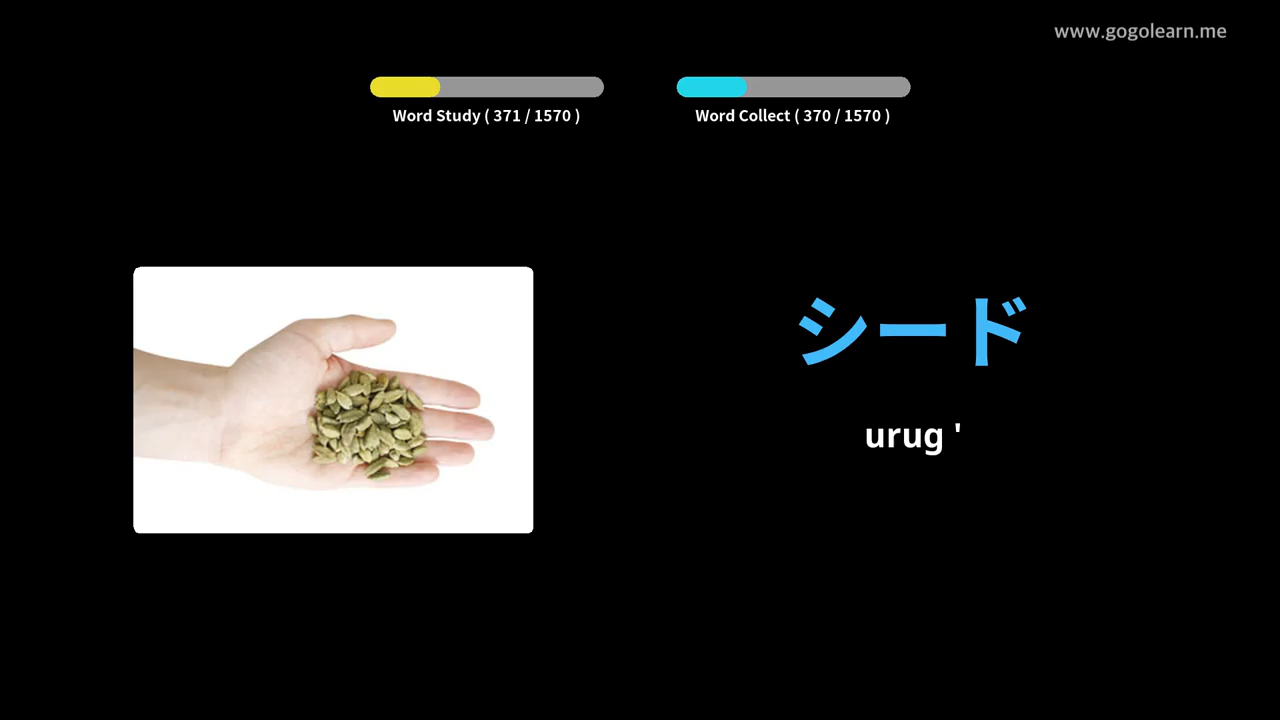 www.gogolearn.me
Word Study ( 371 / 1570 )
Word Collect ( 370 / 1570 )
シード
urug '